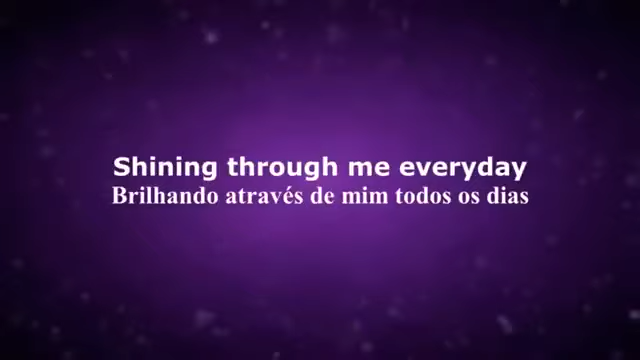 Shining through me everyday
Brilhando através de mim todos os dias